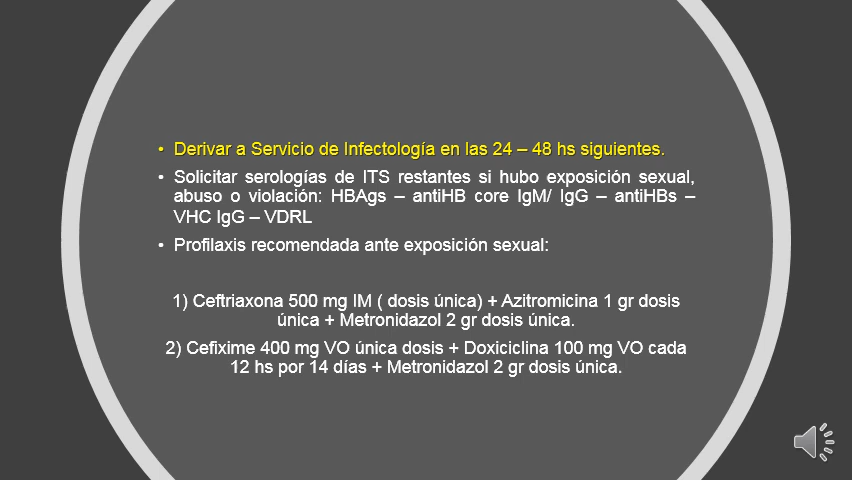 • Derivar a Servicio de Infectología en las 24 – 48 hs siguientes.
• Solicitar serologías de ITS restantes si hubo exposición sexual,
abuso o violación: HBAgs – antiHB core IgM/ IgG – antiHBs –
VHC IgG – VDRL
• Profilaxis recomendada ante exposición sexual:
1) Ceftriaxona 500 mg IM ( dosis única) + Azitromicina 1 gr dosis
única + Metronidazol 2 gr dosis única.
2) Cefixime 400 mg VO única dosis + Doxiciclina 100 mg VO cada
12 hs por 14 días + Metronidazol 2 gr dosis única.